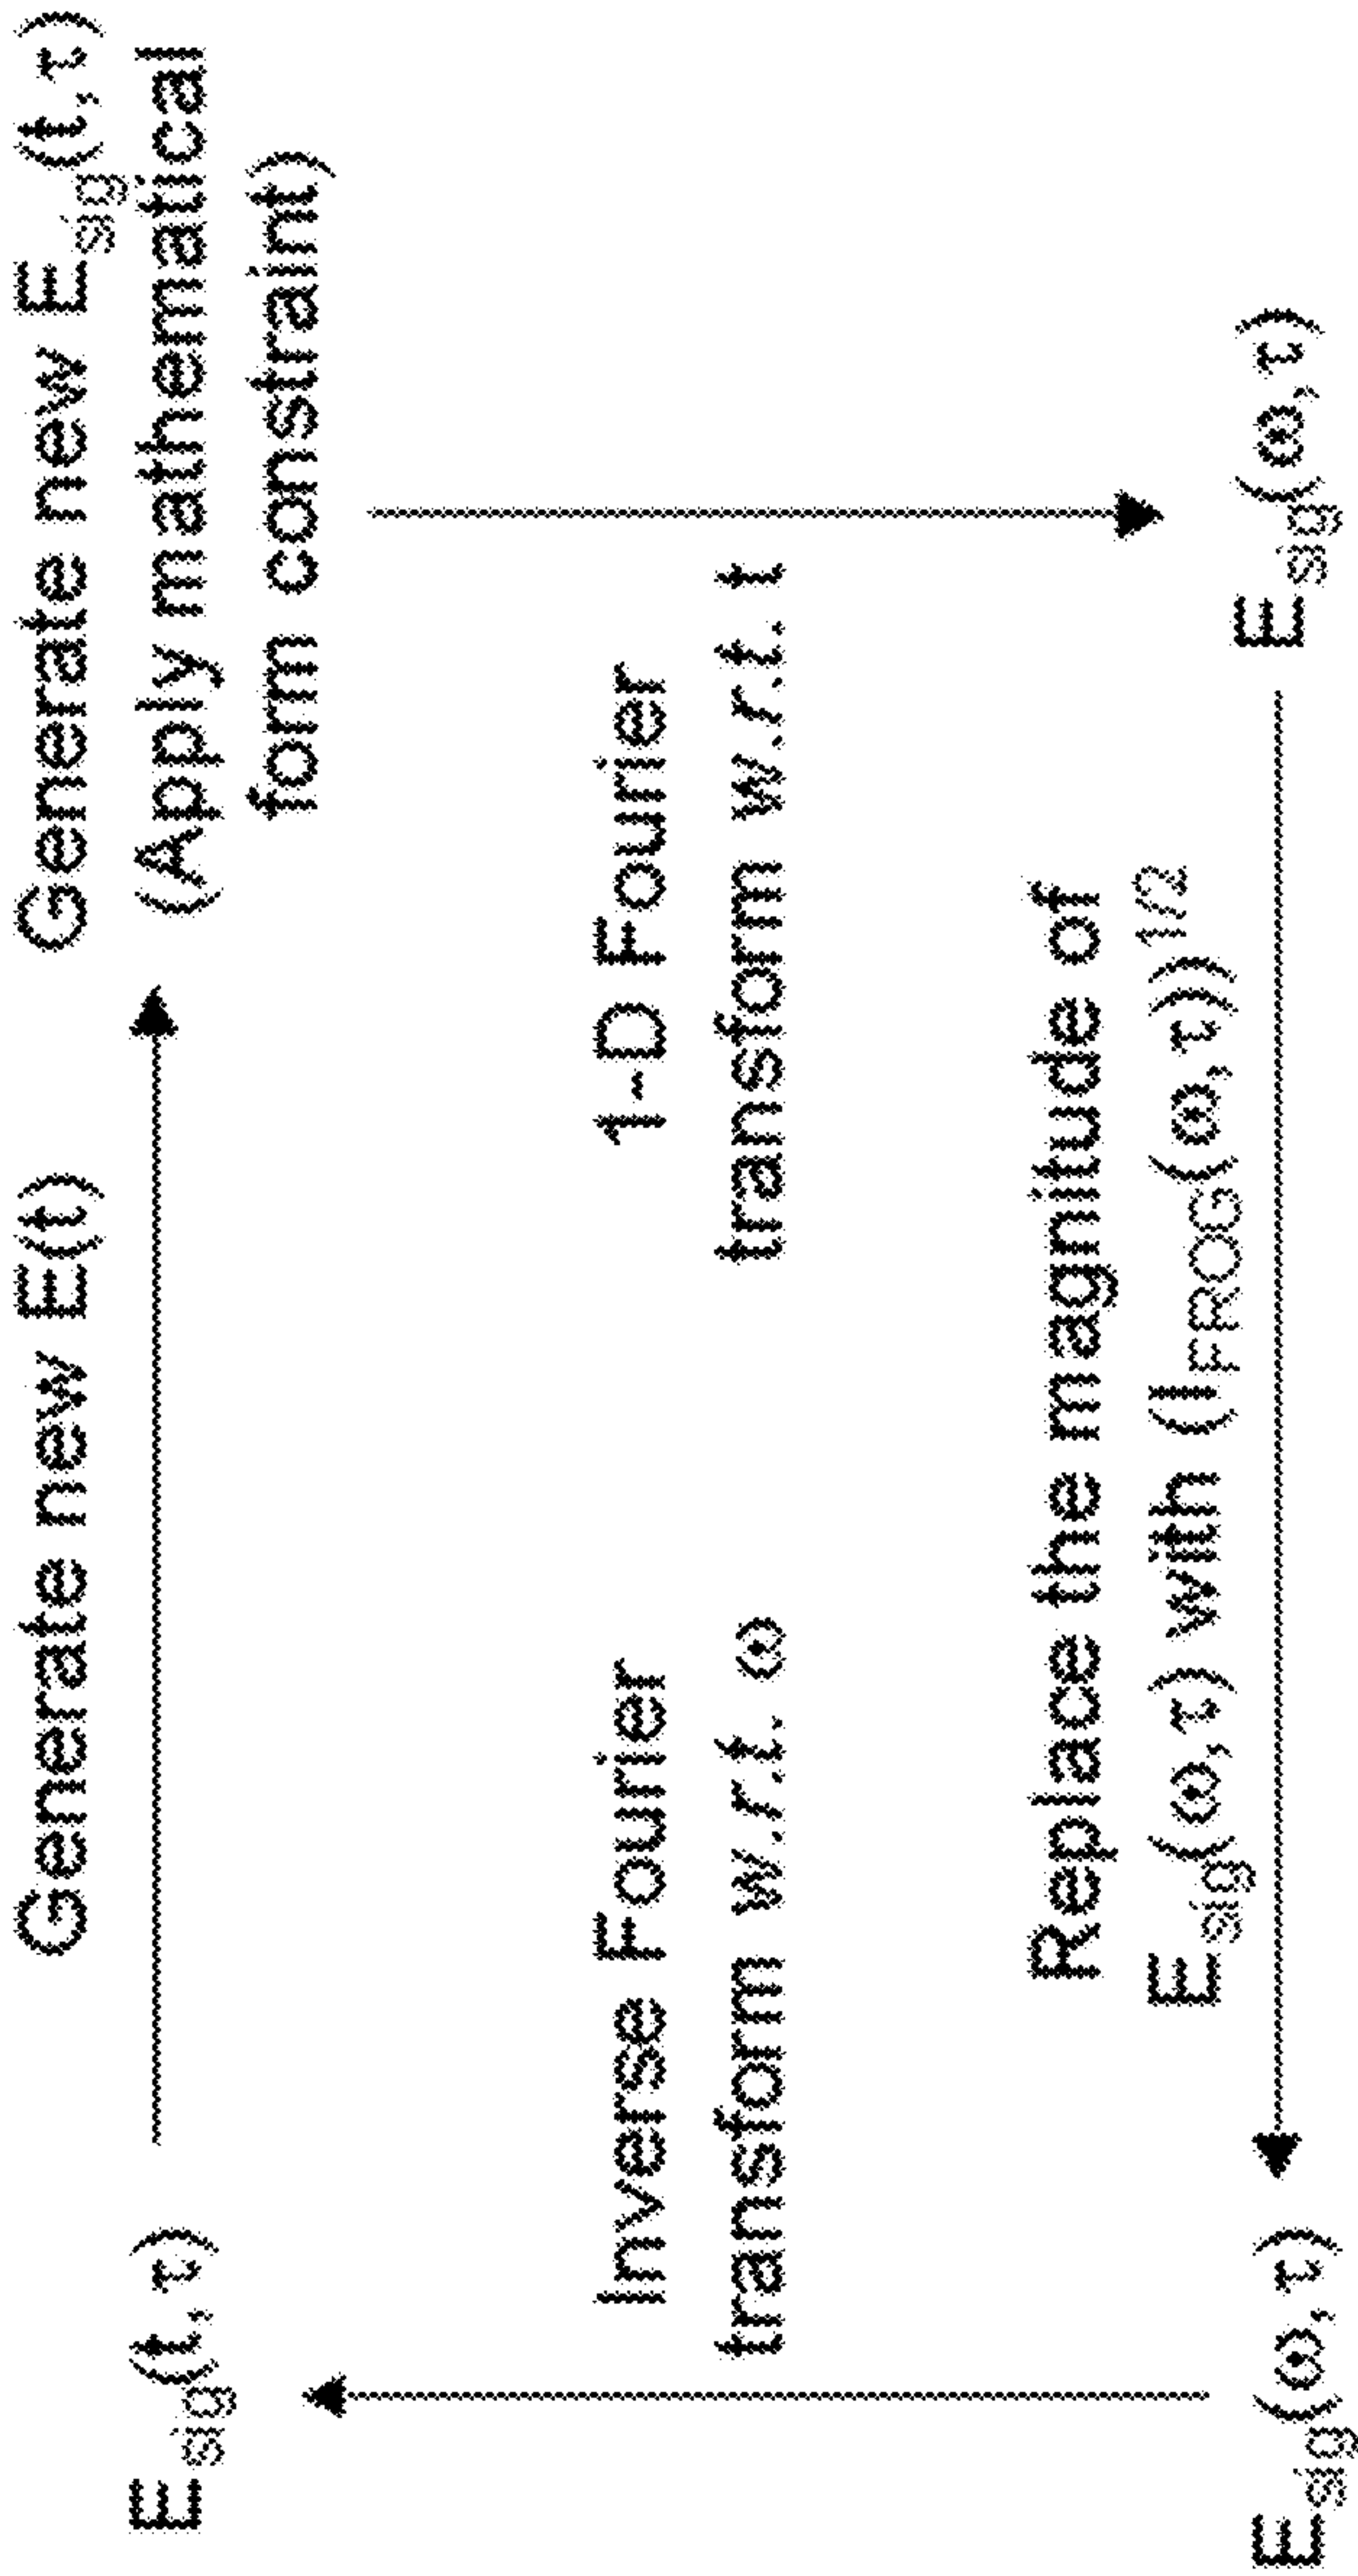 E_sig(t,τ)
Generate new E(t)
Generate new E_sig(t,τ)
(Apply mathematical
form constraint)
Inverse Fourier
transform w.r.t. ω
1-D Fourier
transform w.r.t. t
Replace the magnitude of
E_sig(ω,τ) with (I_FROG(ω,τ))^1/2
E_sig(ω,τ)
E_sig(ω,τ)